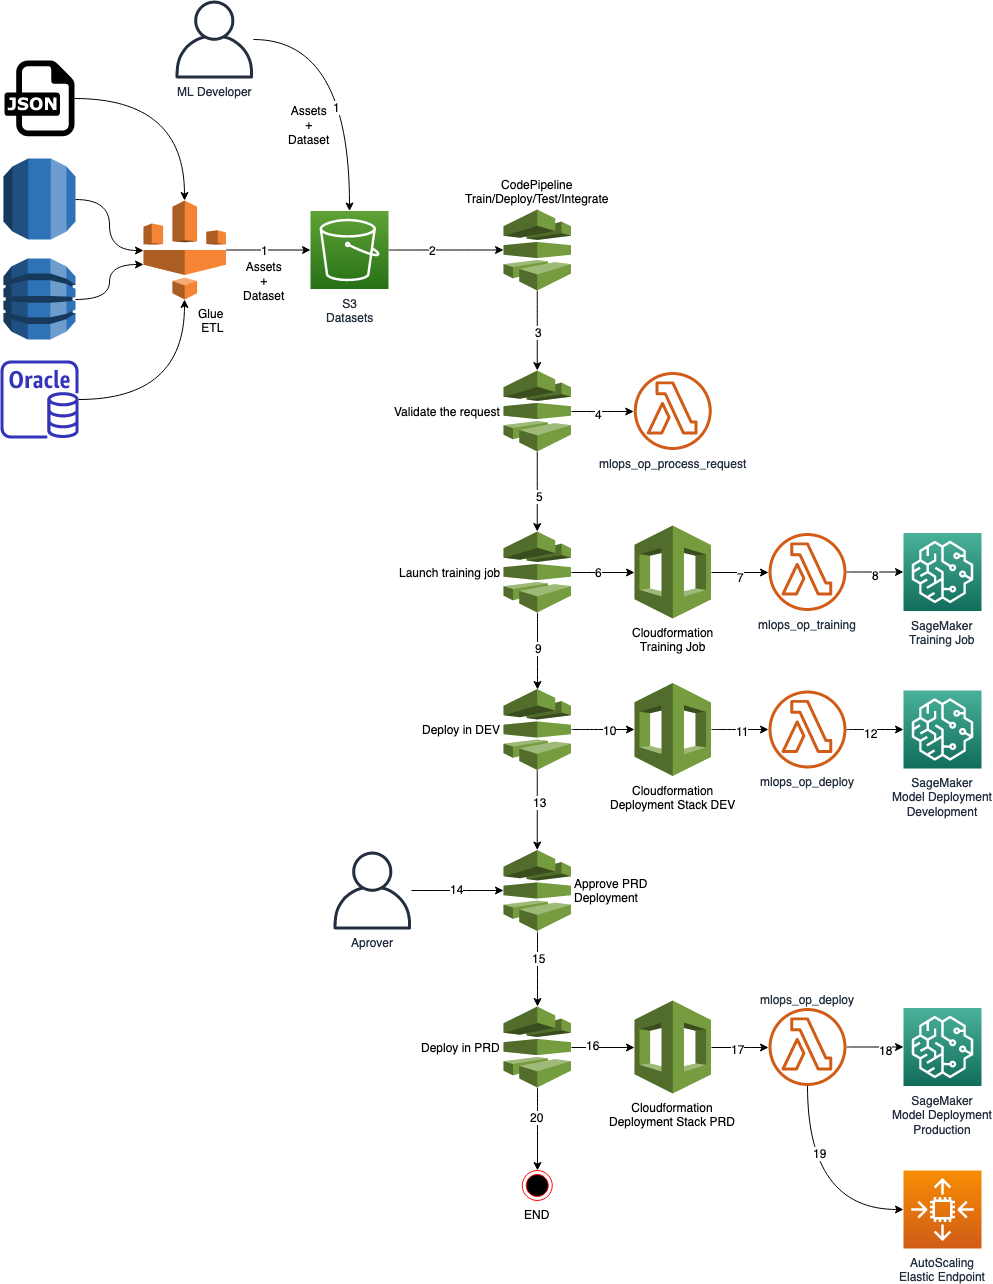 ML Developer
JSON
1
Assets
+
Dataset
CodePipeline
Train/Deploy/Test/Integrate
1
Assets
+
Dataset
2
Glue
ETL
S3
Datasets
3
Oracle
Validate the request
4
mlops_op_process_request
5
Launch training job
6
7
8
Cloudformation
Training Job
mlops_op_training
SageMaker
Training Job
9
Deploy in DEV
10
11
12
Cloudformation
Deployment Stack DEV
mlops_op_deploy
SageMaker
Model Deployment
Development
13
14
Approve PRD
Deployment
Aprover
15
mlops_op_deploy
Deploy in PRD
16
17
18
Cloudformation
Deployment Stack PRD
SageMaker
Model Deployment
Production
20
19
END
AutoScaling
Elastic Endpoint